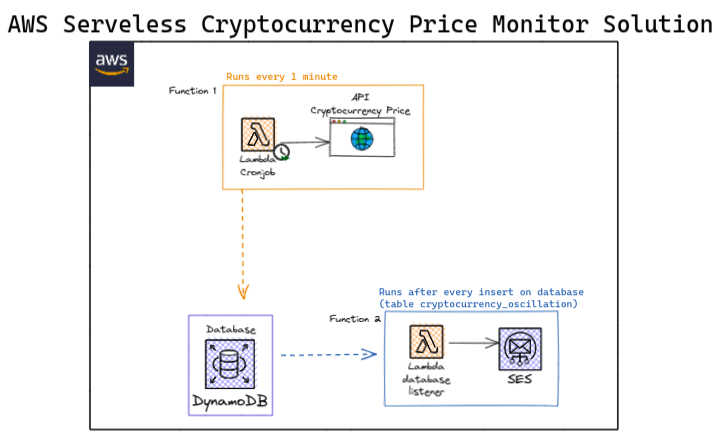 AWS Serveless Cryptocurrency Price Monitor Solution
aws
Runs every 1 minute
Function 1
API
Cryptocurrency Price
Lambda
Cronjob
Runs after every insert on database
(table cryptocurrency_oscillation)
Function 2
Database
DynamoDB
Lambda
database
listener
SES